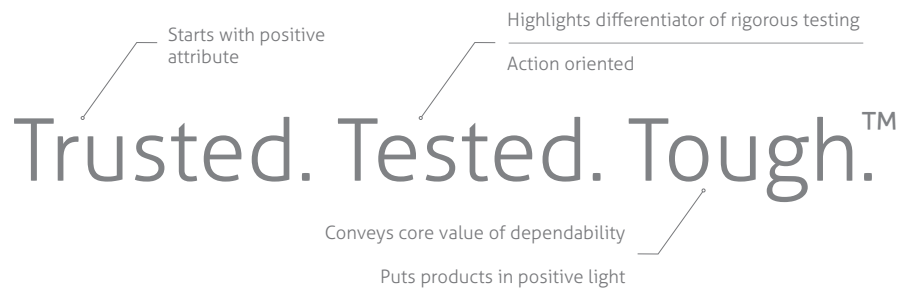 Highlights differentiator of rigorous testing
Starts with positive
attribute
Action oriented
Trusted. Tested. Tough.™
Conveys core value of dependability
Puts products in positive light